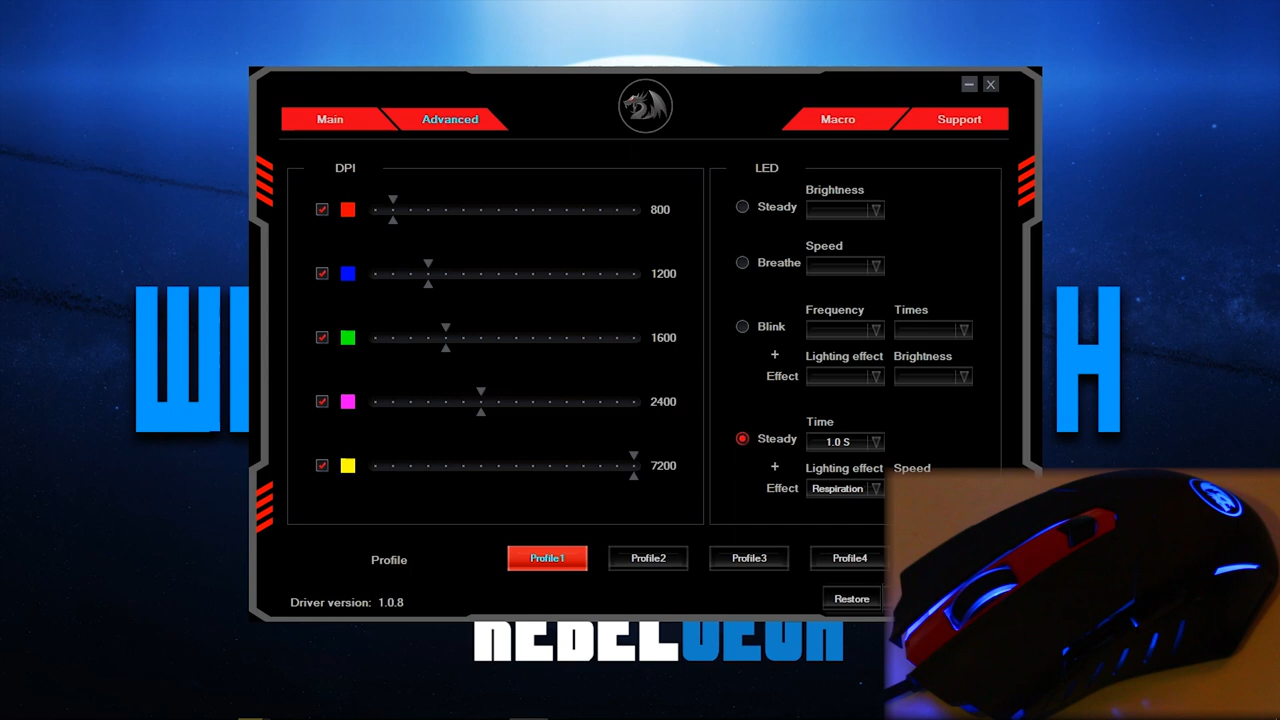 Main
Advanced
Macro
Support
DPI
800
1200
1600
2400
7200
LED
Brightness
Steady
Speed
Breathe
Frequency Times
Blink
+ Lighting effect Brightness
Effect
Time
Steady 1.0 S
+ Lighting effect Speed
Effect Respiration
Profile Profile1 Profile2 Profile3 Profile4
Driver version: 1.0.8
Restore
H